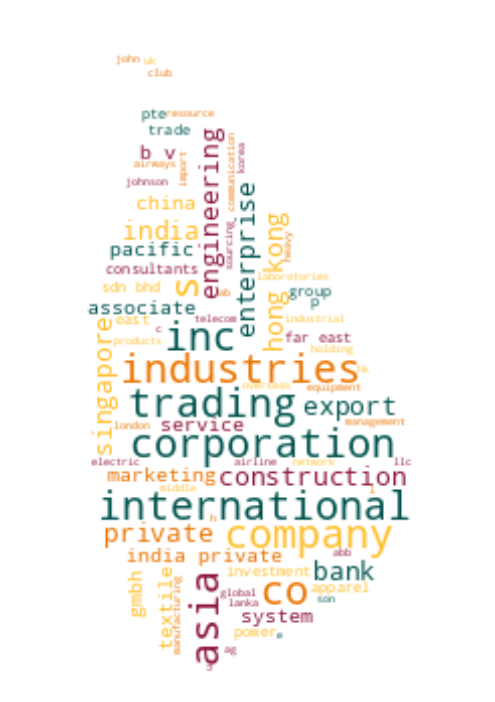 john uk
club
pte resource
trade
b v
airways
import
engineering
communication
korea
johnson
china
enterprise
india
sourcing
hong kong
heavy
pacific
consultants
s
laboratories
sdn bhd
ab
group
p
associate
telecom
industrial
singapore
east
c
inc
far east
products
holding
industries
hk
overseas
equipment
trading
export
london
service
management
corporation
electric
airline
network
llc
marketing
construction
middle
l
international
h
private
company
india private
abb
gmbh
textile
manufacturing
asia
investment
bank
co
apparel
global
lanka
son
system
power
e
ag